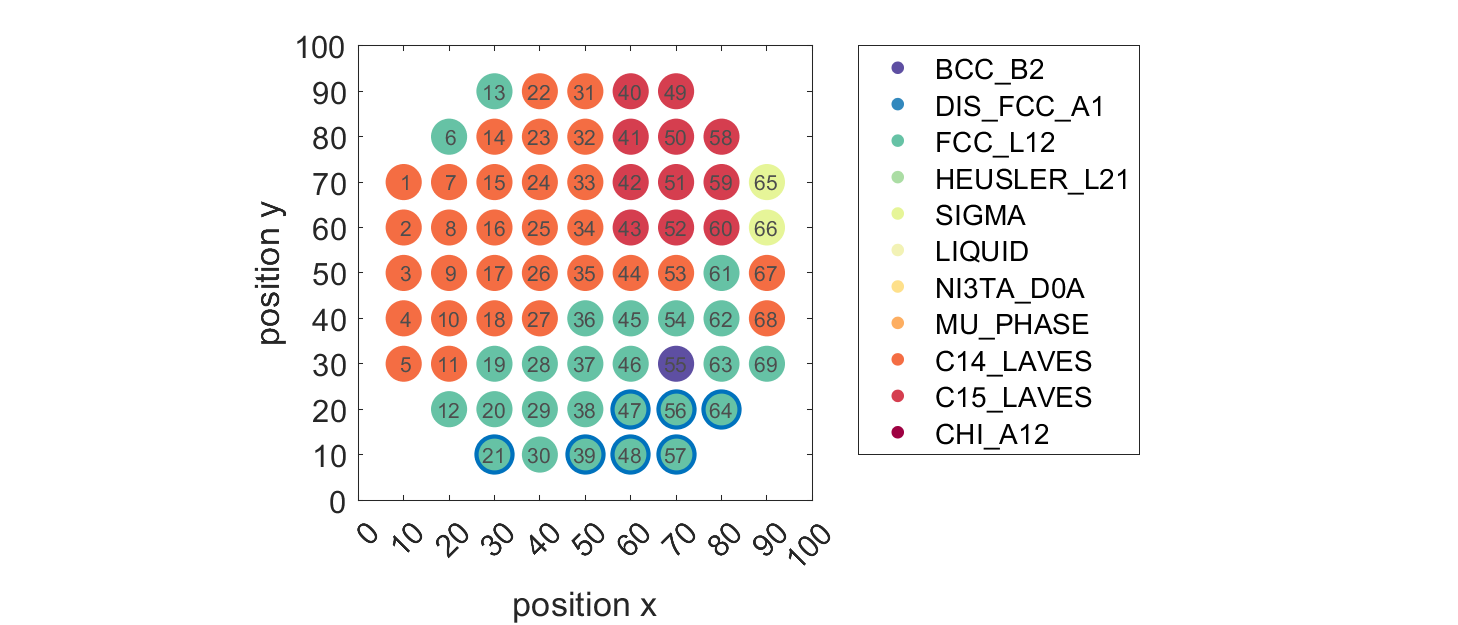 100
90 13 22 31 40 49
80 6 14 23 32 41 50 58
70 1 7 15 24 33 42 51 59 65
60 2 8 16 25 34 43 52 60 66
50 3 9 17 26 35 44 53 61 67
40 4 10 18 27 36 45 54 62 68
30 5 11 19 28 37 46 55 63 69
20 12 20 29 38 47 56 64
10 21 30 39 48 57
0
0 10 20 30 40 50 60 70 80 90 100
position x
position y
BCC_B2
DIS_FCC_A1
FCC_L12
HEUSLER_L21
SIGMA
LIQUID
NI3TA_D0A
MU_PHASE
C14_LAVES
C15_LAVES
CHI_A12